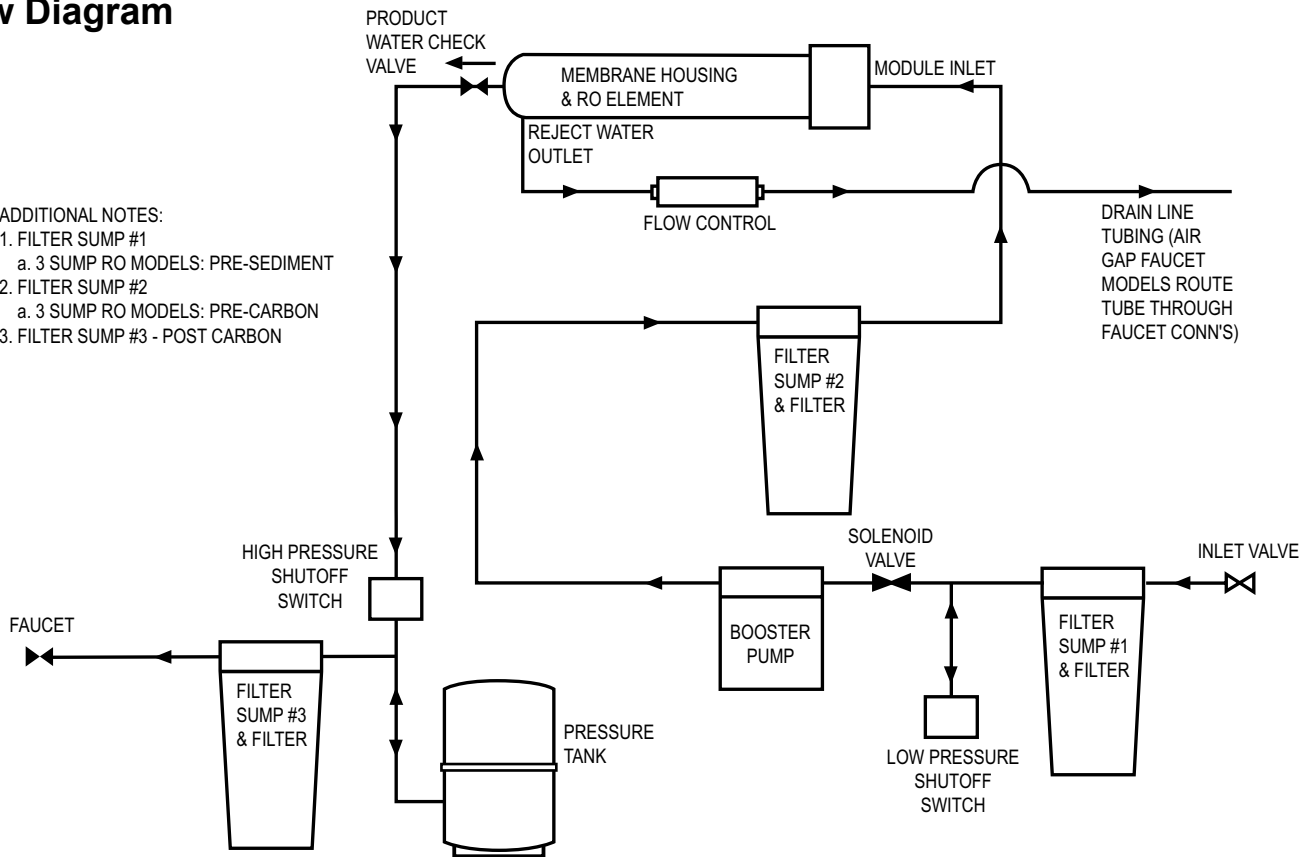 w Diagram
PRODUCT
WATER CHECK
VALVE
MEMBRANE HOUSING
& RO ELEMENT
MODULE INLET
REJECT WATER
OUTLET
FLOW CONTROL
DRAIN LINE
TUBING (AIR
GAP FAUCET
MODELS ROUTE
TUBE THROUGH
FAUCET CONN'S)
ADDITIONAL NOTES:
1. FILTER SUMP #1
a. 3 SUMP RO MODELS: PRE-SEDIMENT
2. FILTER SUMP #2
a. 3 SUMP RO MODELS: PRE-CARBON
3. FILTER SUMP #3 - POST CARBON
FILTER
SUMP #2
& FILTER
HIGH PRESSURE
SHUTOFF
SWITCH
SOLENOID
VALVE
INLET VALVE
FAUCET
BOOSTER
PUMP
FILTER
SUMP #1
& FILTER
FILTER
SUMP #3
& FILTER
PRESSURE
TANK
LOW PRESSURE
SHUTOFF
SWITCH